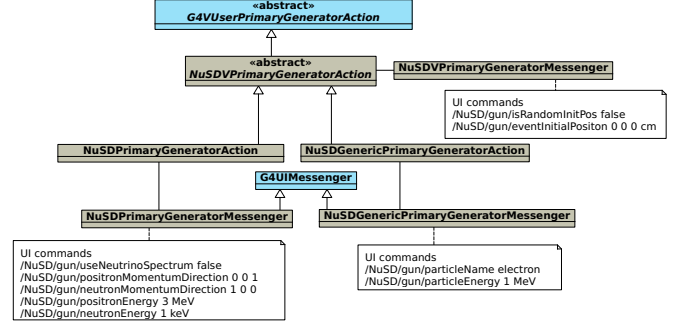 «abstract»
G4VUserPrimaryGeneratorAction
«abstract»
NuSDVPrimaryGeneratorAction
NuSDVPrimaryGeneratorMessenger
UI commands
/NuSD/gun/isRandomInitPos false
/NuSD/gun/eventInitialPositon 0 0 0 cm
NuSDPrimaryGeneratorAction
NuSDGenericPrimaryGeneratorAction
G4UIMessenger
NuSDPrimaryGeneratorMessenger
NuSDGenericPrimaryGeneratorMessenger
UI commands
/NuSD/gun/useNeutrinoSpectrum false
/NuSD/gun/positronMomentumDirection 0 0 1
/NuSD/gun/neutronMomentumDirection 1 0 0
/NuSD/gun/positronEnergy 3 MeV
/NuSD/gun/neutronEnergy 1 keV
UI commands
/NuSD/gun/particleName electron
/NuSD/gun/particleEnergy 1 MeV